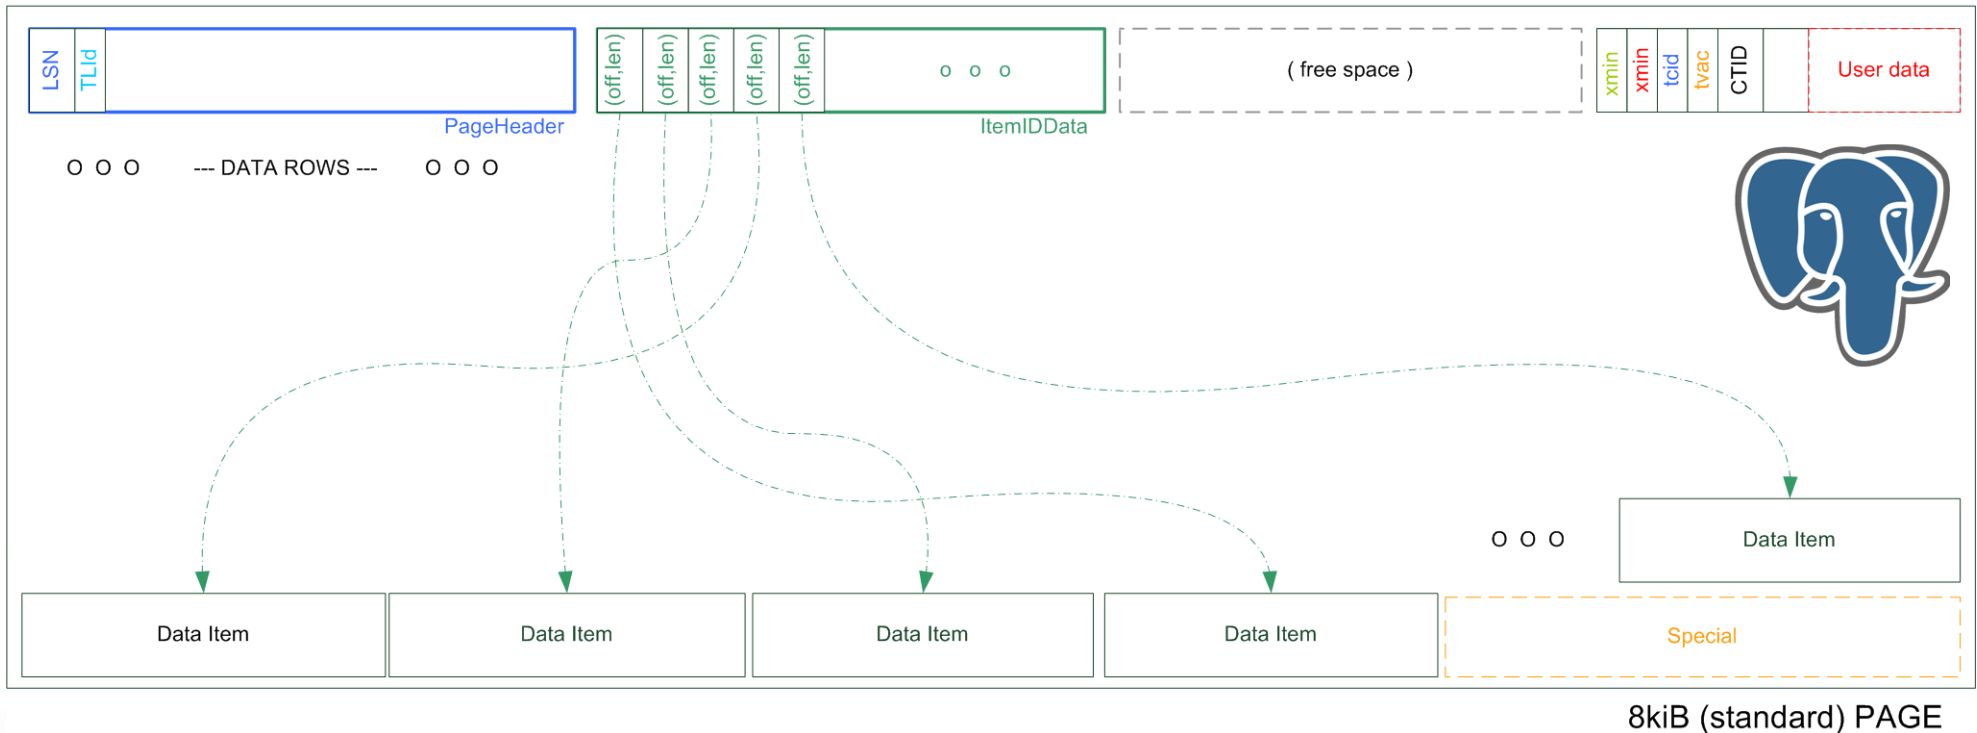 LSN
TLId
(off,len)
(off,len)
(off,len)
(off,len)
(off,len)
o o o
( free space )
xmin
xmin
tcid
tvac
CTID
User data
PageHeader
ItemIDData
O O O --- DATA ROWS --- O O O
O O O
Data Item
Data Item
Data Item
Data Item
Data Item
Special
8kiB (standard) PAGE